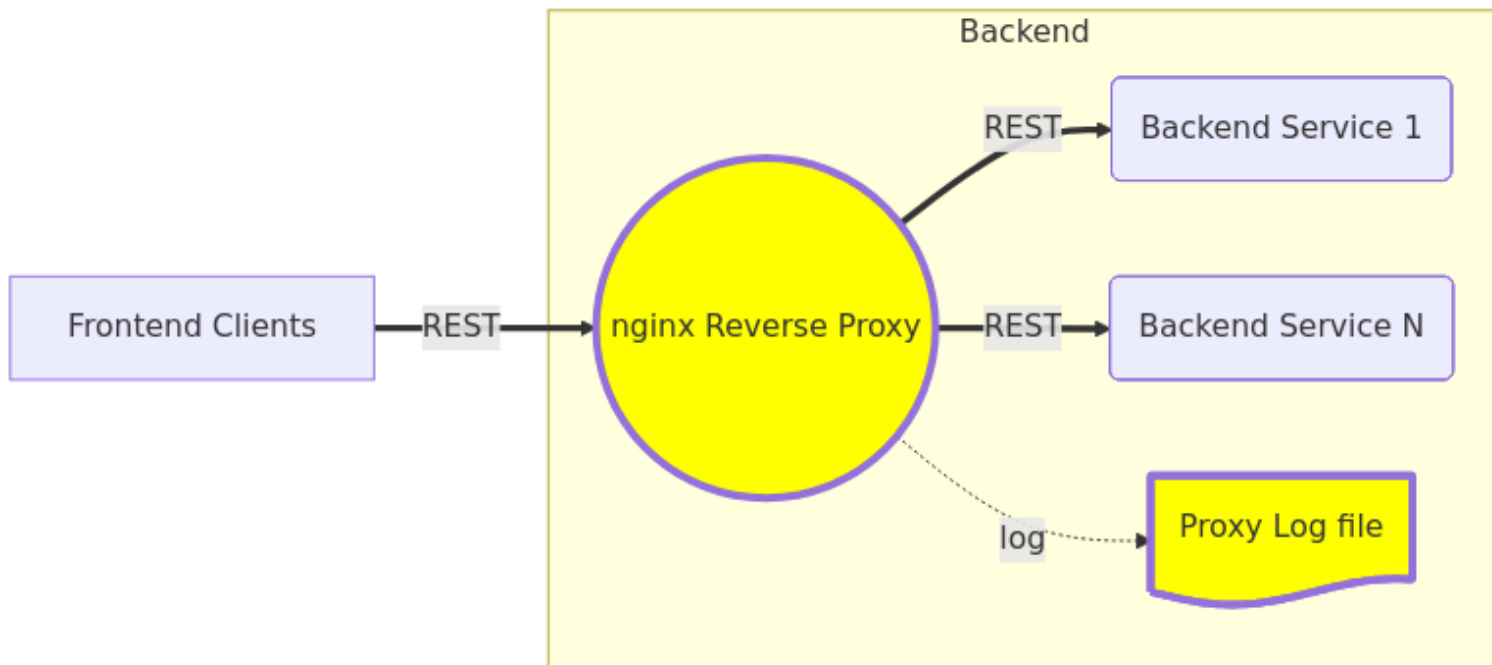 Backend
REST
Backend Service 1
Frontend Clients
REST
nginx Reverse Proxy
REST
Backend Service N
log
Proxy Log file